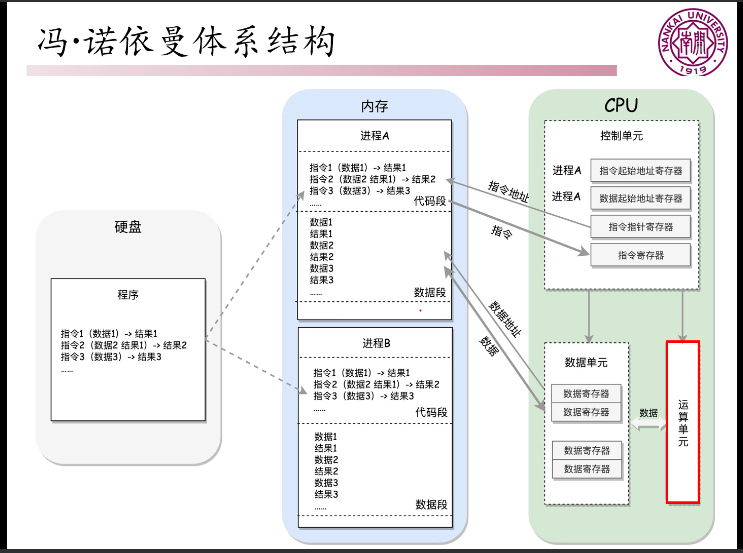 冯·诺依曼体系结构
NANKAI UNIVERSITY
1919
硬盘
程序
指令1（数据1）-> 结果1
指令2（数据2 结果1）-> 结果2
指令3（数据3）-> 结果3
……
内存
进程A
指令1（数据1）-> 结果1
指令2（数据2 结果1）-> 结果2
指令3（数据3）-> 结果3
……
代码段
数据1
结果1
数据2
结果2
数据3
结果3
……
数据段
进程B
指令1（数据1）-> 结果1
指令2（数据2 结果1）-> 结果2
指令3（数据3）-> 结果3
……
代码段
数据1
结果1
数据2
结果2
数据3
结果3
……
数据段
指令地址
指令
数据地址
数据
CPU
控制单元
进程A
指令起始地址寄存器
进程A
数据起始地址寄存器
指令指针寄存器
指令寄存器
数据单元
数据寄存器
数据寄存器
数据寄存器
数据寄存器
数据
运算单元